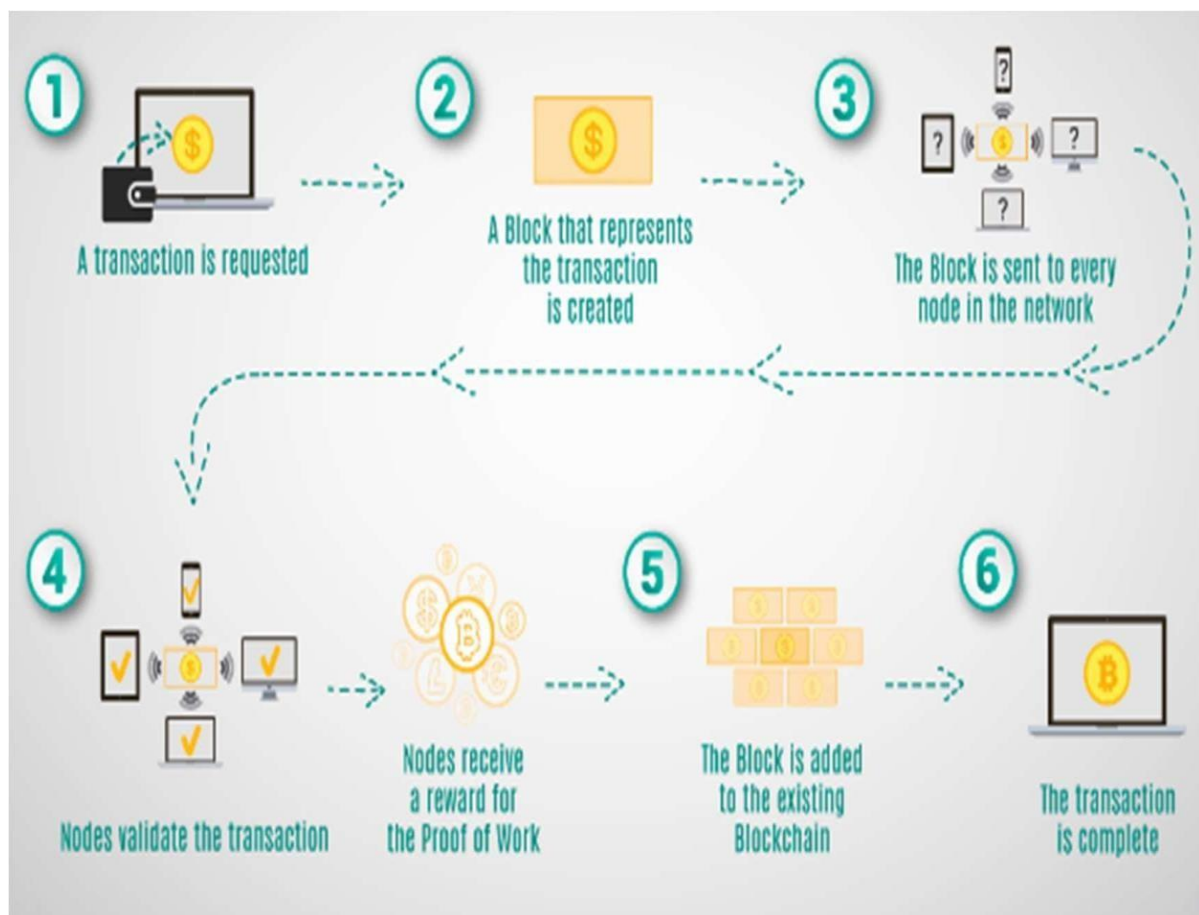 1
A transaction is requested
2
A Block that represents
the transaction
is created
3
The Block is sent to every
node in the network
4
Nodes validate the transaction
Nodes receive
a reward for
the Proof of Work
5
The Block is added
to the existing
Blockchain
6
The transaction
is complete